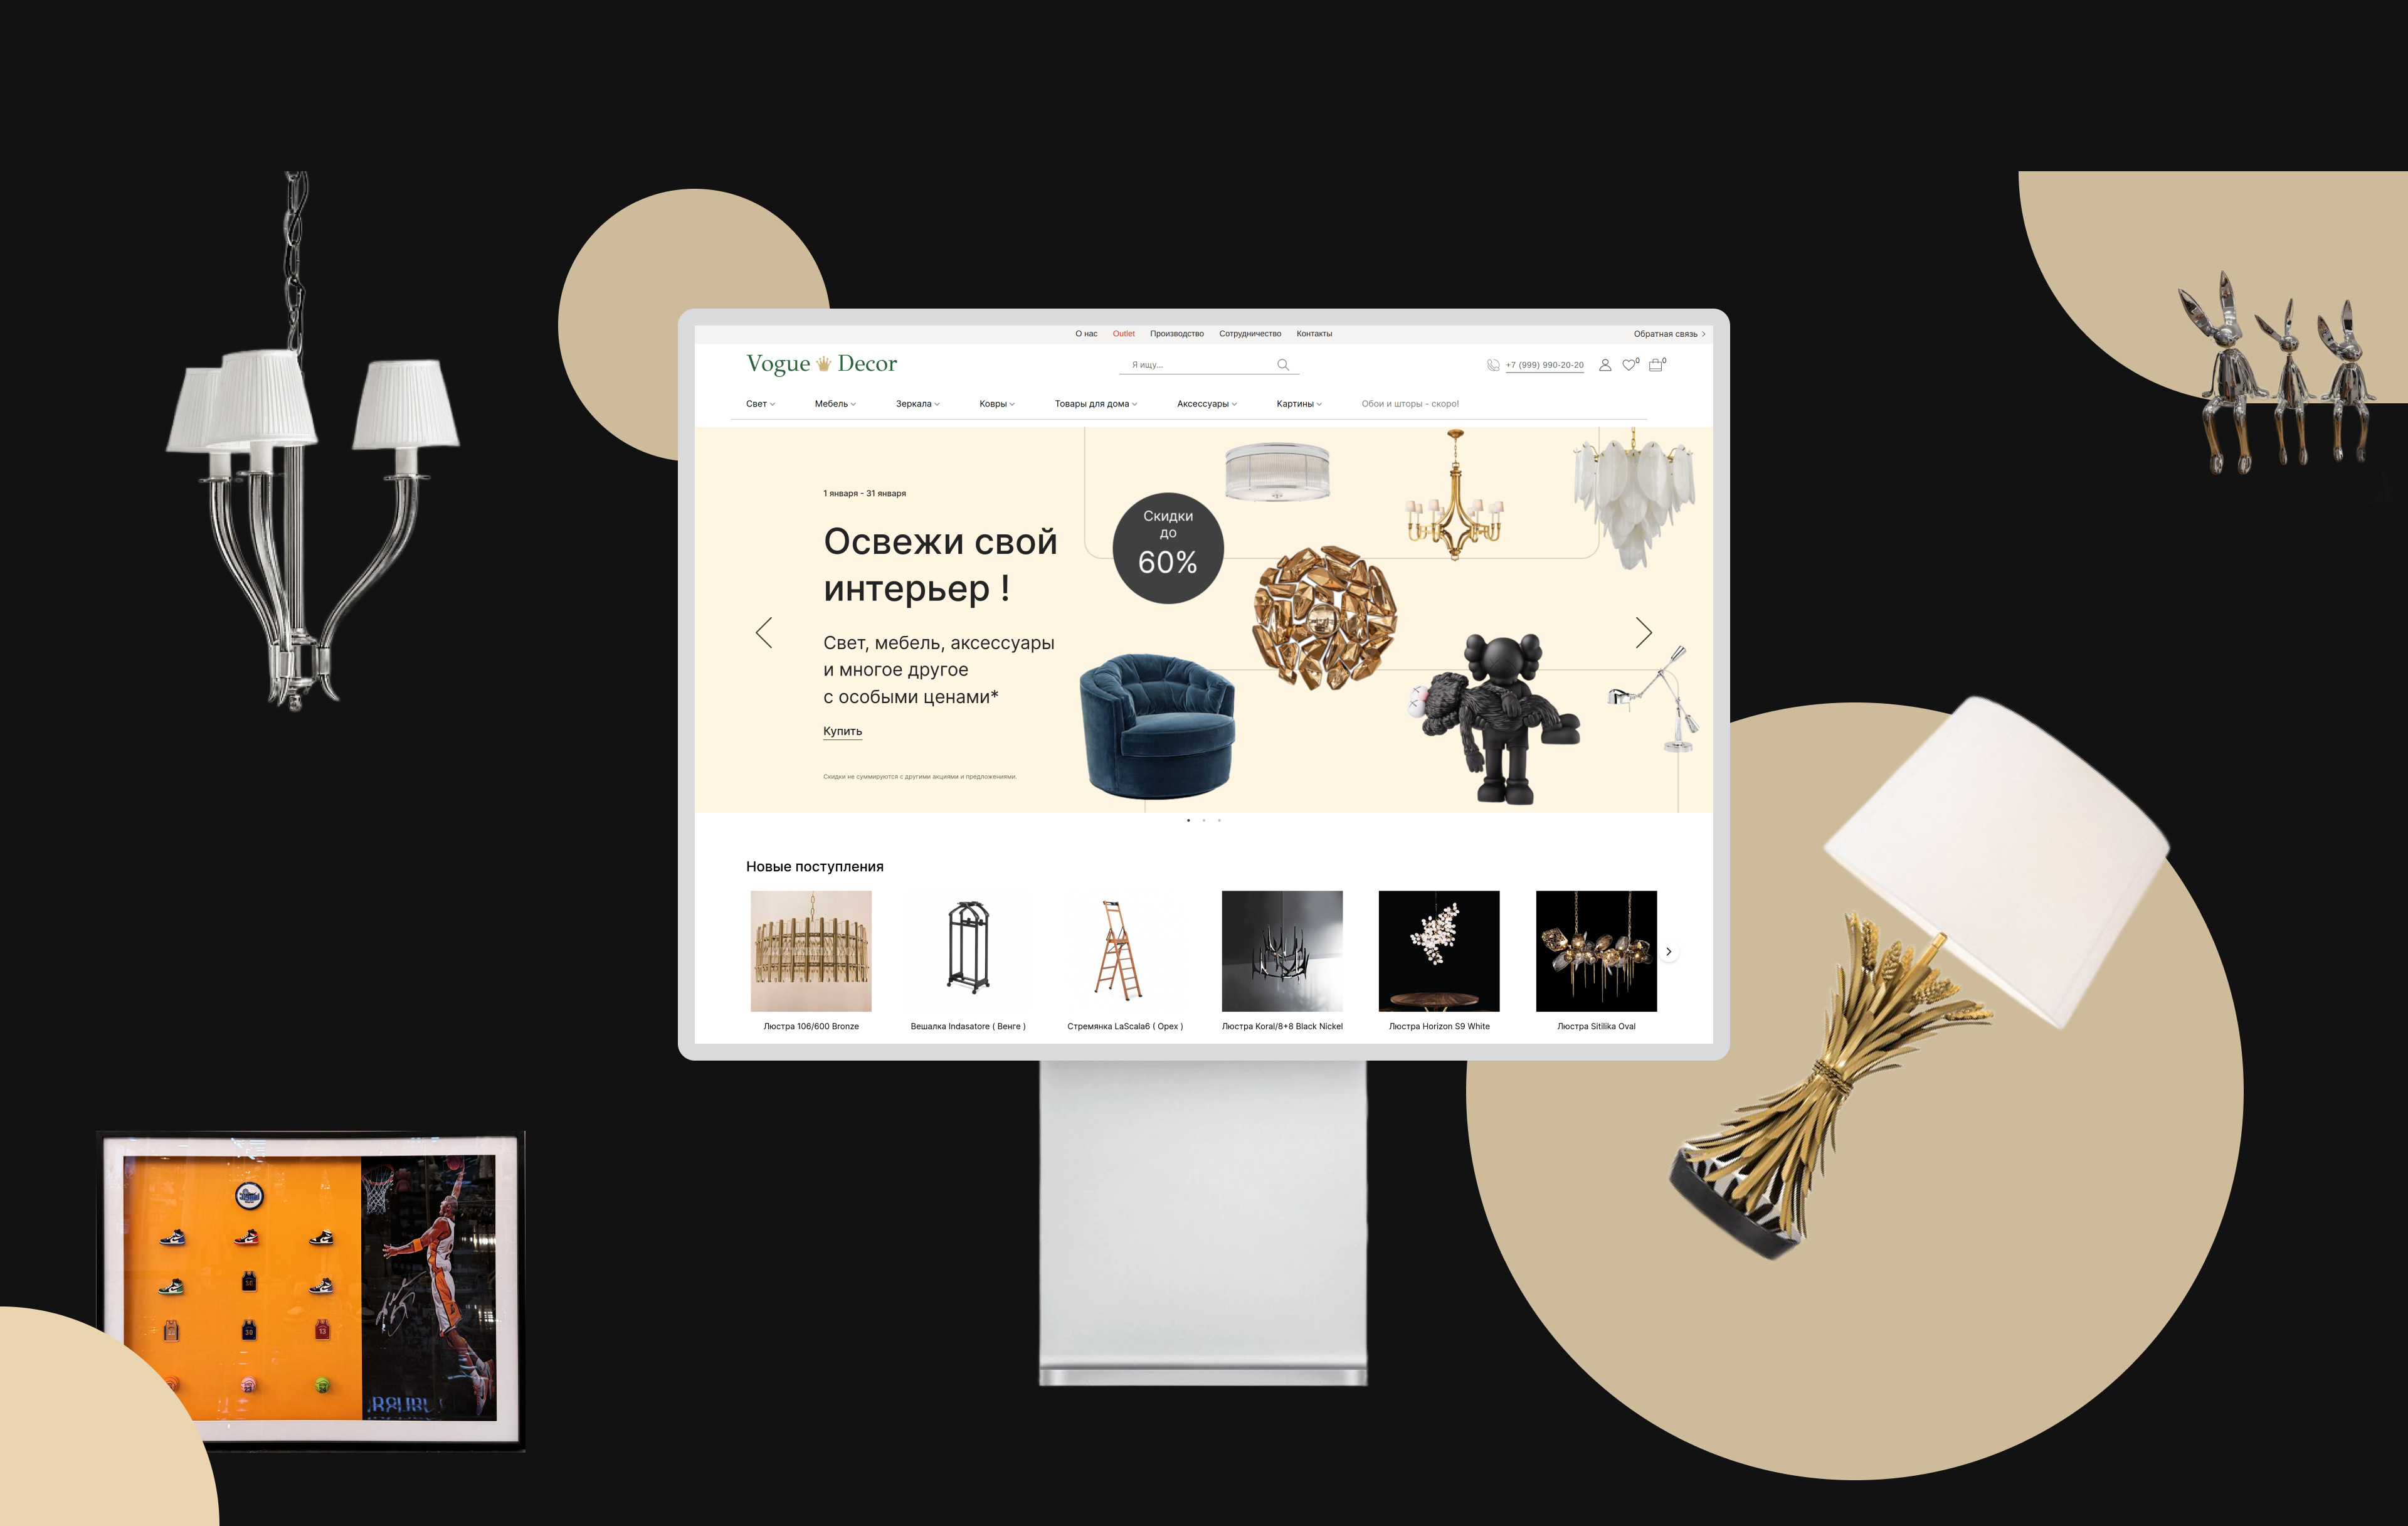 О нас Outlet Производство Сотрудничество Контакты Обратная связь
Vogue Decor
Я ищу...
+7 (999) 990-20-20
0
0
Свет Мебель Зеркала Ковры Товары для дома Аксессуары Картины Обои и шторы - скоро!
1 января - 31 января
Освежи свой
интерьер !
Скидки
до
60%
Свет, мебель, аксессуары
и многое другое
с особыми ценами*
Купить
Скидки не суммируются с другими акциями и предложениями.
Новые поступления
Люстра 106/600 Bronze
Вешалка Indasatore ( Венге )
Стремянка LaScala6 ( Орех )
Люстра Koral/8+8 Black Nickel
Люстра Horizon S9 White
Люстра Sitilika Oval
30
13